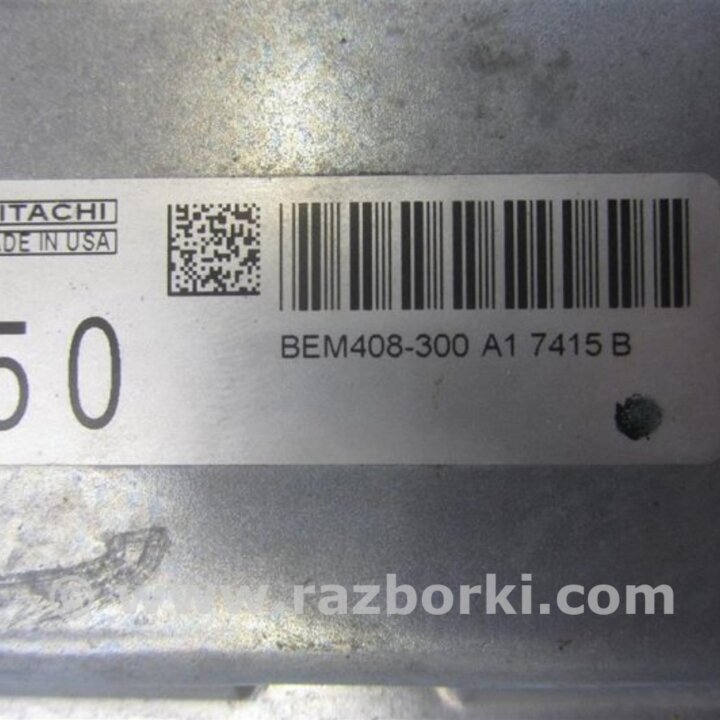 ITACHI
ADE IN USA
50
BEM408-300 A1 7415 B
www.razborki.com